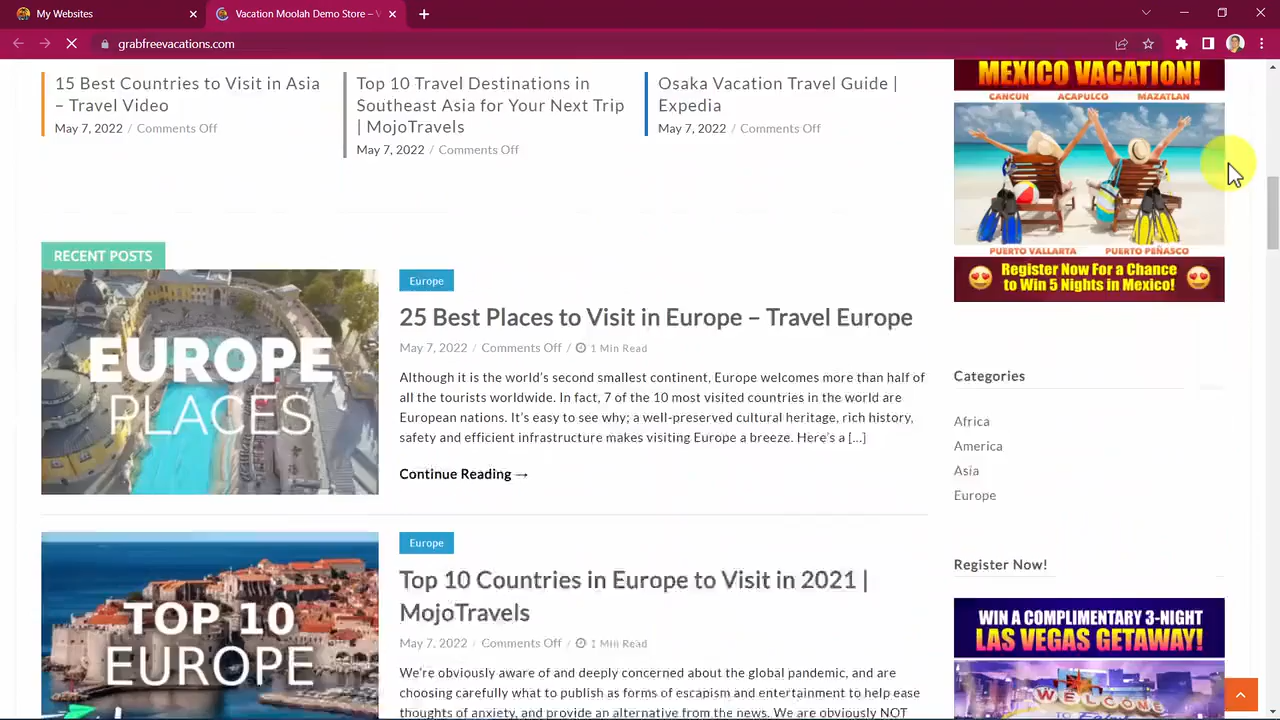 My Websites
Vacation Moolah Demo Store – V
grabfreevacations.com
15 Best Countries to Visit in Asia
– Travel Video
May 7, 2022 / Comments Off
Top 10 Travel Destinations in
Southeast Asia for Your Next Trip
| MojoTravels
May 7, 2022 / Comments Off
Osaka Vacation Travel Guide |
Expedia
May 7, 2022 / Comments Off
MEXICO VACATION!
CANCUN ACAPULCO MAZATLAN
PUERTO VALLARTA PUERTO PEÑASCO
Register Now For a Chance
to Win 5 Nights in Mexico!
RECENT POSTS
EUROPE
PLACES
Europe
25 Best Places to Visit in Europe – Travel Europe
May 7, 2022 / Comments Off / 1 Min Read
Although it is the world's second smallest continent, Europe welcomes more than half of
all the tourists worldwide. In fact, 7 of the 10 most visited countries in the world are
European nations. It's easy to see why; a well-preserved cultural heritage, rich history,
safety and efficient infrastructure makes visiting Europe a breeze. Here's a [...]
Continue Reading →
Categories
Africa
America
Asia
Europe
TOP 10
EUROPE
Europe
Top 10 Countries in Europe to Visit in 2021 |
MojoTravels
May 7, 2022 / Comments Off / 1 Min Read
We're obviously aware of and deeply concerned about the global pandemic, and are
choosing carefully what to publish as forms of escapism and entertainment to help ease
thoughts of anxiety, and provide an alternative from the news. We are obviously NOT
Register Now!
WIN A COMPLIMENTARY 3-NIGHT
LAS VEGAS GETAWAY!
WELCOME